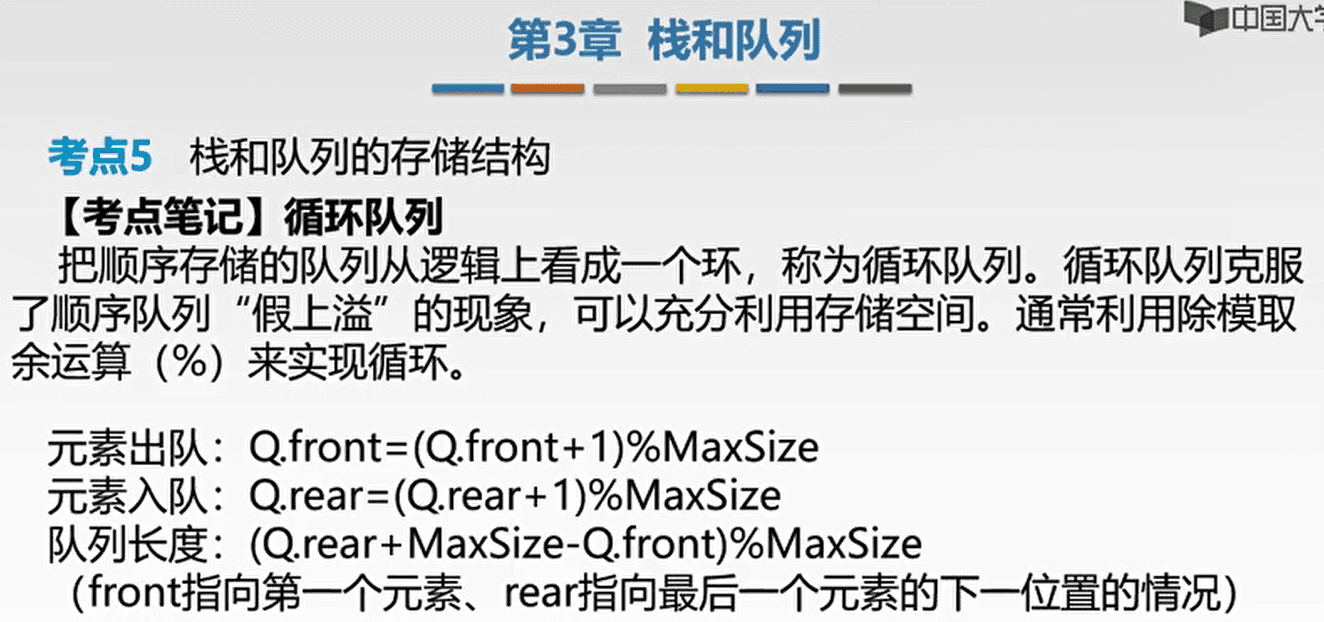 中国大学
第3章 栈和队列
考点5 栈和队列的存储结构
【考点笔记】循环队列
把顺序存储的队列从逻辑上看成一个环，称为循环队列。循环队列克服
了顺序队列“假上溢”的现象，可以充分利用存储空间。通常利用除模取
余运算（%）来实现循环。
元素出队：Q.front=(Q.front+1)%MaxSize
元素入队：Q.rear=(Q.rear+1)%MaxSize
队列长度：(Q.rear+MaxSize-Q.front)%MaxSize
（front指向第一个元素、rear指向最后一个元素的下一位置的情况）